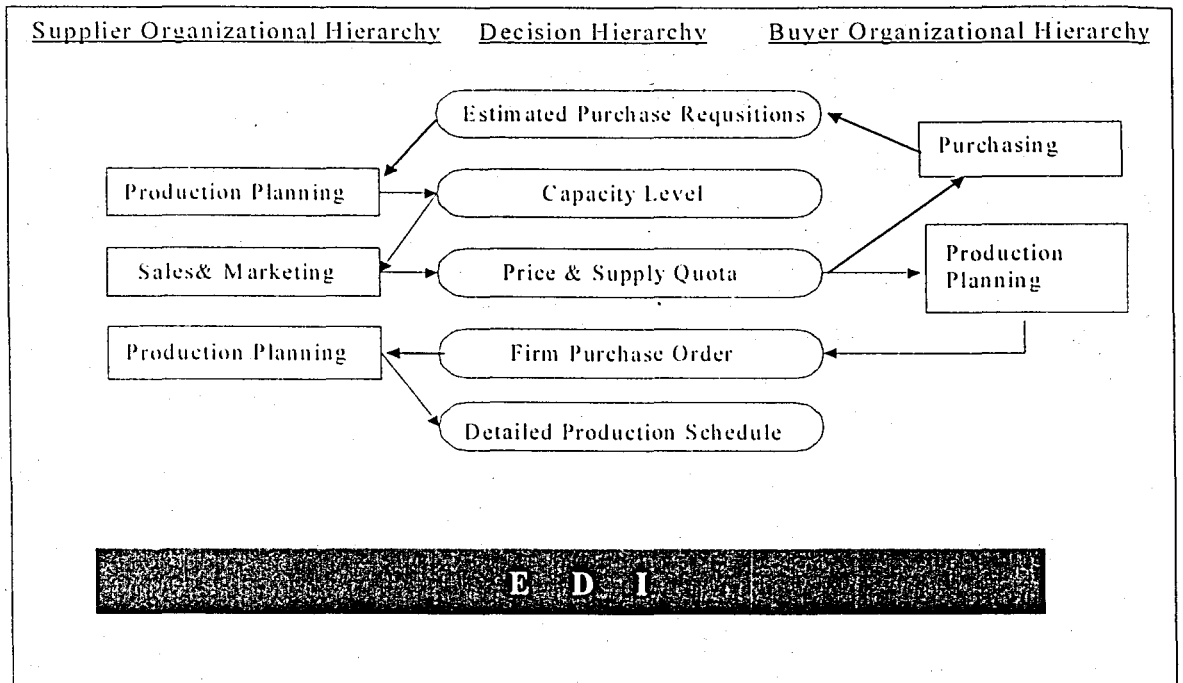 Supplier Organizational Hierarchy Decision Hierarchy Buyer Organizational Hierarchy
Estimated Purchase Requsitions
Purchasing
Production Planning
Capacity Level
Sales& Marketing
Price & Supply Quota
Production
Planning
Production Planning
Firm Purchase Order
Detailed Production Schedule
E D I